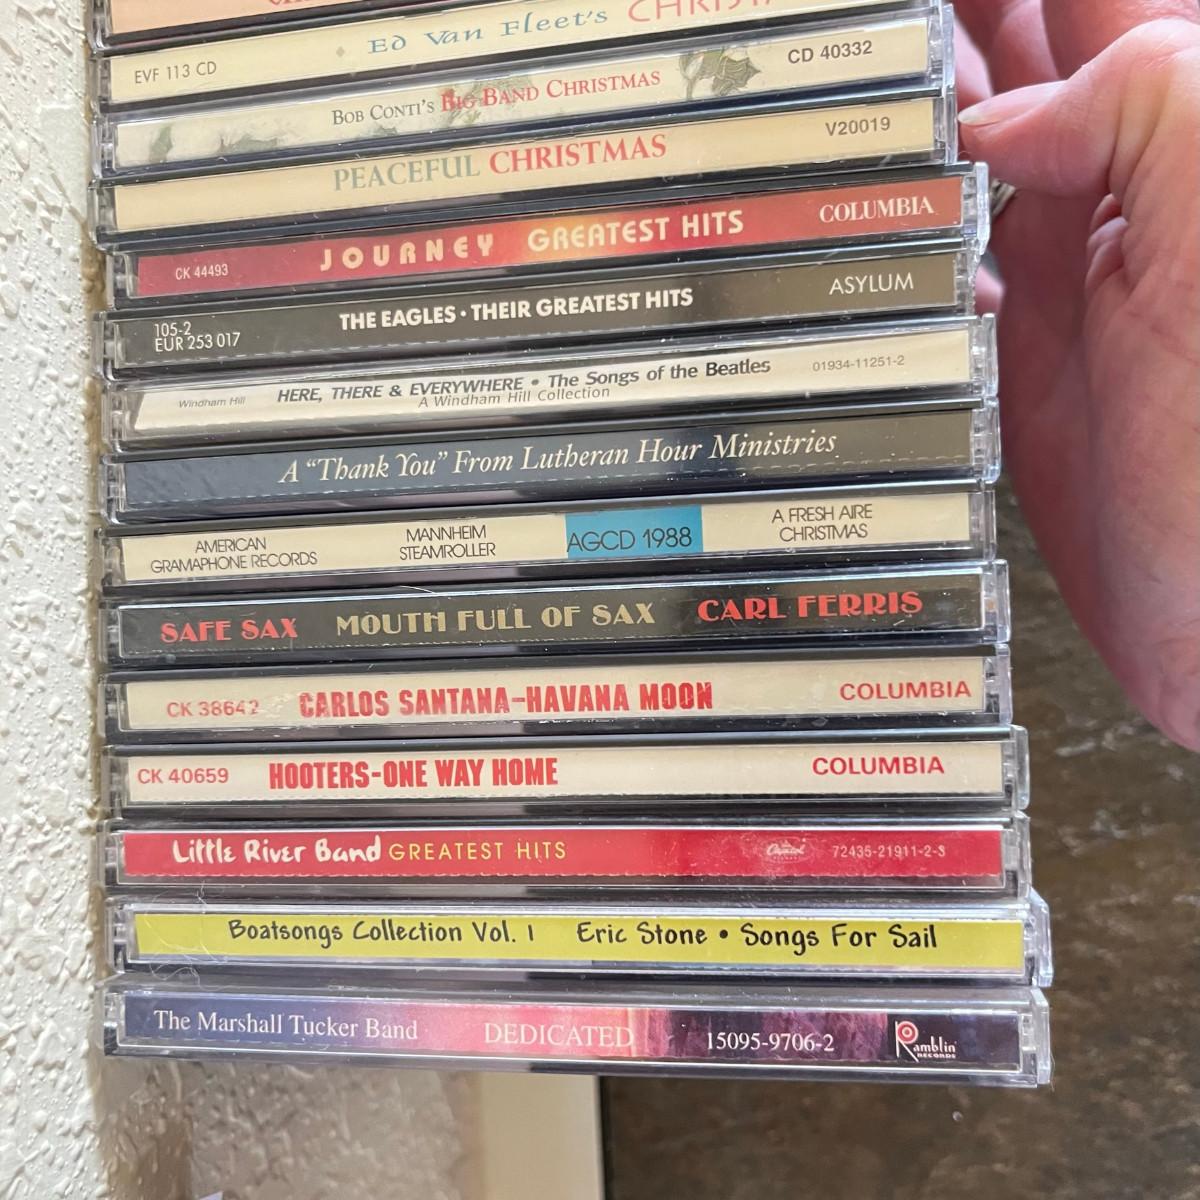 Ed Van Fleet's
EVF 113 CD
BOB CONTI'S BIG BAND CHRISTMAS CD 40332
PEACEFUL CHRISTMAS V20019
CK 44493 JOURNEY GREATEST HITS COLUMBIA
105-2
EUR 253 017
THE EAGLES • THEIR GREATEST HITS ASYLUM
Windham Hill
HERE, THERE & EVERYWHERE • The Songs of the Beatles 01934-11251-2
A Windham Hill Collection
A "Thank You" From Lutheran Hour Ministries
AMERICAN
GRAMAPHONE RECORDS
MANNHEIM
STEAMROLLER
AGCD 1988
A FRESH AIRE
CHRISTMAS
SAFE SAX MOUTH FULL OF SAX CARL FERRIS
CK 38642 CARLOS SANTANA-HAVANA MOON COLUMBIA
CK 40659 HOOTERS-ONE WAY HOME COLUMBIA
Little River Band GREATEST HITS Capitol 72435-21911-2-3
Boatsongs Collection Vol. 1 Eric Stone • Songs For Sail
The Marshall Tucker Band DEDICATED 15095-9706-2 Ramblin'
RECORDS